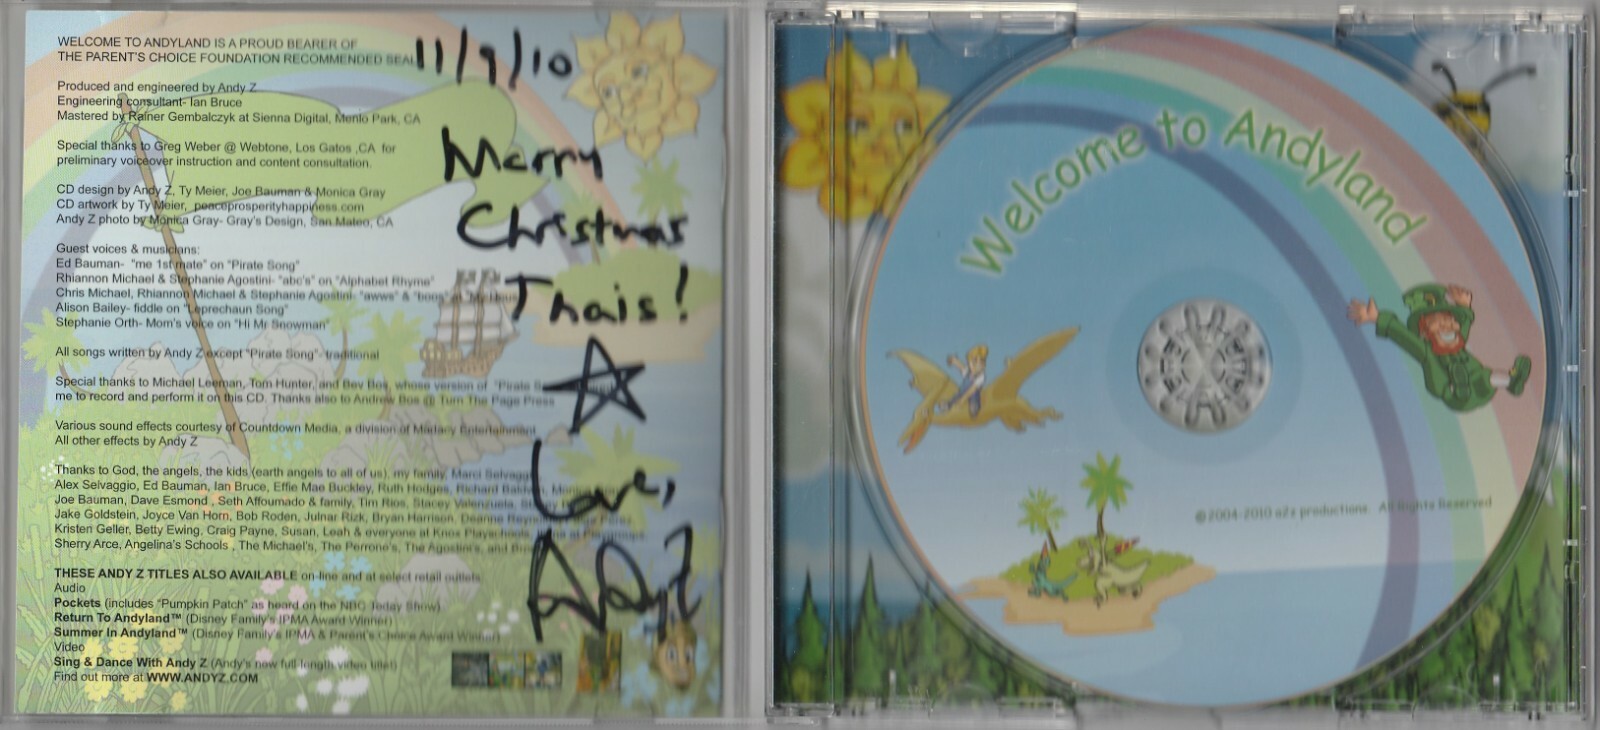 WELCOME TO ANDYLAND IS A PROUD BEARER OF
THE PARENT'S CHOICE FOUNDATION RECOMMENDED SEAL
11/9/10
Produced and engineered by Andy Z
Engineering consultant- Ian Bruce
Mastered by Rainer Gembalczyk at Sienna Digital, Menlo Park, CA
Special thanks to Greg Weber @ Webtone, Los Gatos ,CA for
preliminary voiceover instruction and content consultation.
CD design by Andy Z, Ty Meier, Joe Bauman & Monica Gray
CD artwork by Ty Meier, peaceprosperityhappiness.com
Andy Z photo by Monica Gray- Gray's Design, San Mateo, CA
Guest voices & musicians:
Ed Bauman- "me 1st mate" on "Pirate Song"
Rhiannon Michael & Stephanie Agostini- "abc's" on "Alphabet Rhyme"
Chris Michael, Rhiannon Michael & Stephanie Agostini- "awws" & "boos"
Alison Bailey- fiddle on "Leprechaun Song"
Stephanie Orth- Mom's voice on "Hi Mr Snowman"
All songs written by Andy Z except "Pirate Song"- traditional
Special thanks to Michael Leeman, Tom Hunter, and Bev Bos, whose version of "Pirate
me to record and perform it on this CD. Thanks also to Andrew Bos @ Turn The Page Press
Various sound effects courtesy of Countdown Media, a division of Madacy Entertainment
All other effects by Andy Z
Thanks to God, the angels, the kids (earth angels to all of us), my family, Marci Selvaggio
Alex Selvaggio, Ed Bauman, Ian Bruce, Effie Mae Buckley, Ruth Hodges, Richard Baldwin,
Joe Bauman, Dave Esmond , Seth Affoumado & family, Tim Rios, Stacey Valenzuela,
Jake Goldstein, Joyce Van Horn, Bob Roden, Julnar Rizk, Bryan Harrison, Deanne
Kristen Geller, Betty Ewing, Craig Payne, Susan, Leah & everyone at Knox Playschools,
Sherry Arce, Angelina's Schools , The Michael's, The Perrone's, The Agostini's, and
THESE ANDY Z TITLES ALSO AVAILABLE on-line and at select retail outlets:
Audio
Pockets (includes "Pumpkin Patch" as heard on the NBC Today Show)
Return To Andyland™ (Disney Family's IPMA Award Winner)
Summer In Andyland™ (Disney Family's IPMA & Parent's Choice Award Winner)
Video
Sing & Dance With Andy Z (Andy's new full-length video title!)
Find out more at WWW.ANDYZ.COM
Merry
Christmas
Thais!
Love,
Andy Z
Welcome to Andyland
©2004-2010 a2z productions. All Rights Reserved